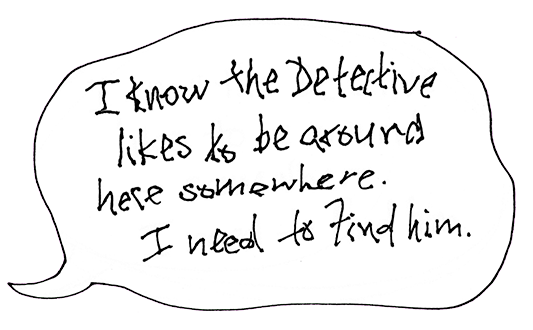 I know the Detective
likes to be around
here somewhere.
I need to find him.